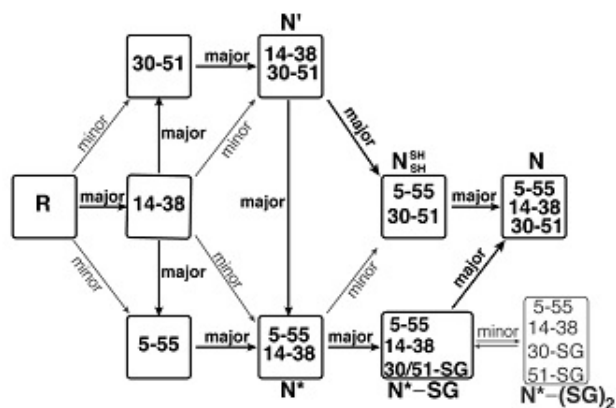 N'
30-51
major
14-38
30-51
minor
major
minor
major
N
SH
SH
N
R
major
14-38
major
5-55
30-51
major
5-55
14-38
30-51
minor
major
minor
minor
major
5-55
major
5-55
14-38
major
5-55
14-38
30/51-SG
minor
5-55
14-38
30-SG
51-SG
N*
N*-SG
N*-(SG)2